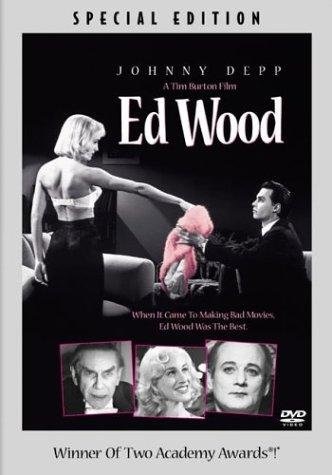 SPECIAL EDITION
JOHNNY DEPP
A Tim Burton Film
Ed Wood
When It Came To Making Bad Movies,
Ed Wood Was The Best.
DVD
VIDEO
Winner Of Two Academy Awards®!*